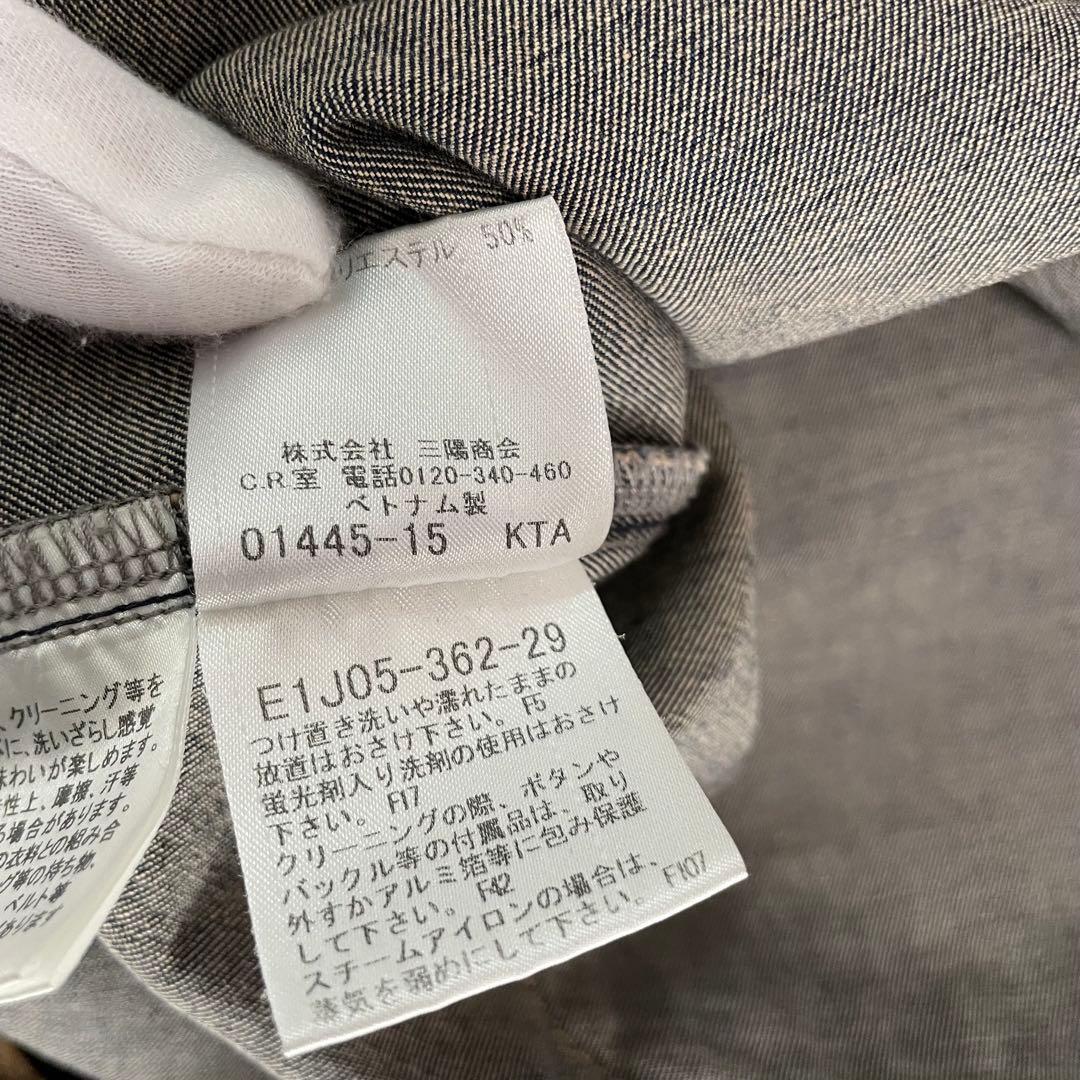 リエステル 50%
株式会社 三陽商会
C.R.室 電話0120-340-460
ベトナム製
01445-15 KTA
E1J05-362-29
つけ置き洗いや濡れたままの
放置はおさけ下さい。F5
蛍光剤入り洗剤の使用はおさけ
下さい。F17
クリーニングの際、ボタンや
バックル等の付属品は、取り
外すかアルミ箔等に包み保護
して下さい。F42
スチームアイロンの場合は、
蒸気を弱めにして下さい。F107
クリーニング等を
に、洗いざらし感覚
味わいが楽しめます。
性上、摩擦、汗等
る場合があります。
の衣料との組み合
グ等の持ち物、
ベルト等
があります